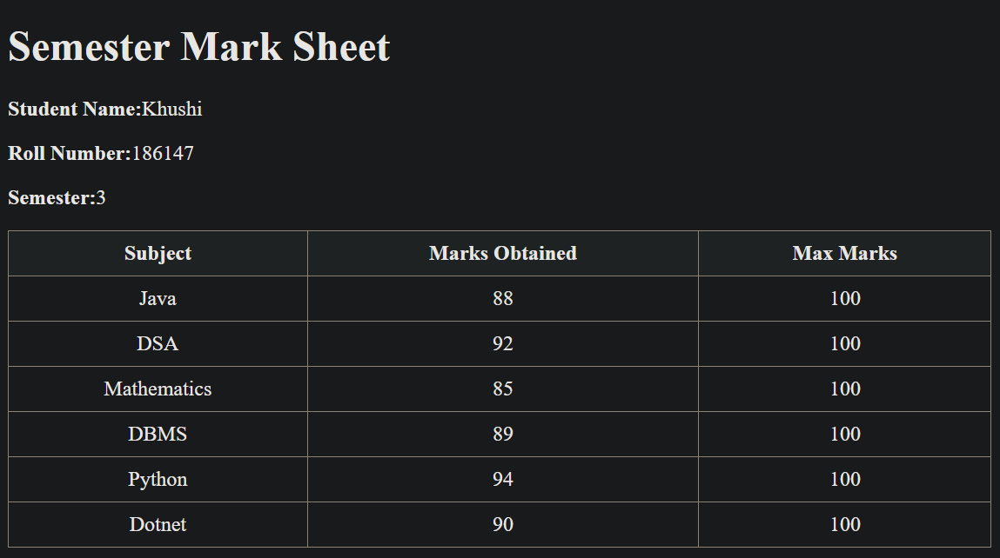 Semester Mark Sheet
Student Name:Khushi
Roll Number:186147
Semester:3
Subject Marks Obtained Max Marks
Java 88 100
DSA 92 100
Mathematics 85 100
DBMS 89 100
Python 94 100
Dotnet 90 100